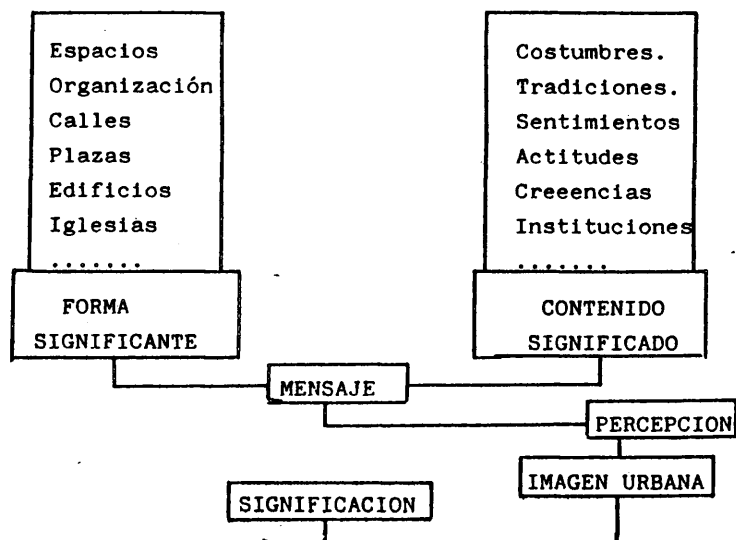 Espacios
Organización
Calles
Plazas
Edificios
Iglesias
.......
FORMA
SIGNIFICANTE
Costumbres.
Tradiciones.
Sentimientos
Actitudes
Creeencias
Instituciones
.......
CONTENIDO
SIGNIFICADO
MENSAJE
PERCEPCION
IMAGEN URBANA
SIGNIFICACION